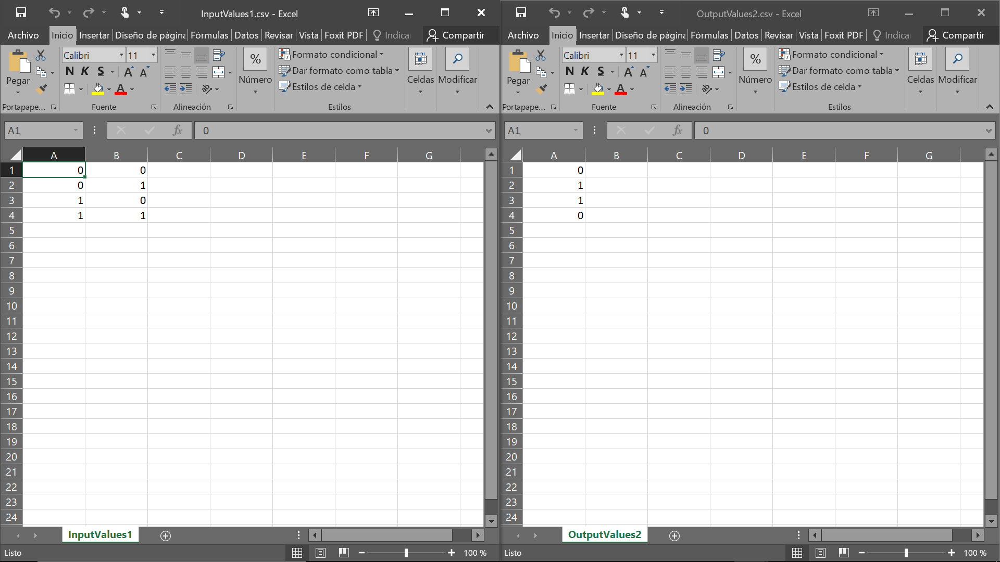 InputValues1.csv - Excel
Archivo Inicio Insertar Diseño de página Fórmulas Datos Revisar Vista Foxit PDF Indica Compartir
Calibri 11 % Formato condicional
N K S A A Dar formato como tabla
Pegar Número Celdas Modificar
A Estilos de celda
Portapape... Fuente Alineación Estilos
A1 fx 0
A B C D E F G
1 0 0
2 0 1
3 1 0
4 1 1
5
6
7
8
9
10
11
12
13
14
15
16
17
18
19
20
21
22
23
24
InputValues1
Listo 100 %
OutputValues2.csv - Excel
Archivo Inicio Insertar Diseño de página Fórmulas Datos Revisar Vista Foxit PDF Indica Compartir
Calibri 11 % Formato condicional
N K S A A Dar formato como tabla
Pegar Número Celdas Modificar
A Estilos de celda
Portapape... Fuente Alineación Estilos
A1 fx 0
A B C D E F G
1 0
2 1
3 1
4 0
5
6
7
8
9
10
11
12
13
14
15
16
17
18
19
20
21
22
23
24
OutputValues2
Listo 100 %